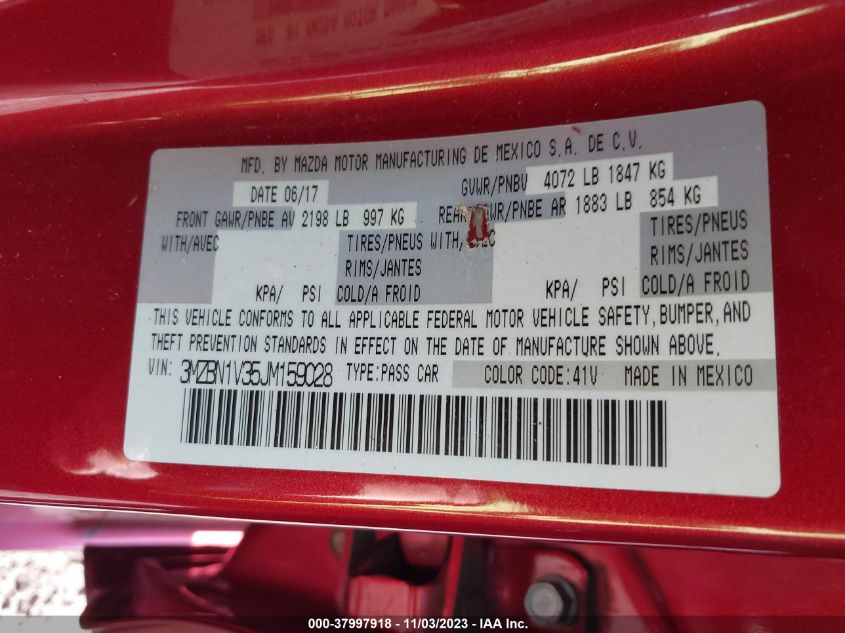 MFD. BY MAZDA MOTOR MANUFACTURING DE MEXICO S.A. DE C.V.
DATE 06/17 GVWR/PNBV 4072 LB 1847 KG
FRONT GAWR/PNBE AV 2198 LB 997 KG REAR GAWR/PNBE AR 1883 LB 854 KG
WITH/AVEC TIRES/PNEUS WITH/AVEC TIRES/PNEUS
RIMS/JANTES RIMS/JANTES
KPA/ PSI COLD/A FROID KPA/ PSI COLD/A FROID
THIS VEHICLE CONFORMS TO ALL APPLICABLE FEDERAL MOTOR VEHICLE SAFETY, BUMPER, AND
THEFT PREVENTION STANDARDS IN EFFECT ON THE DATE OF MANUFACTURE SHOWN ABOVE.
VIN: 3MZBN1V35JM159028 TYPE:PASS CAR COLOR CODE:41V MADE IN MEXICO
000-37997918 - 11/03/2023 - IAA Inc.